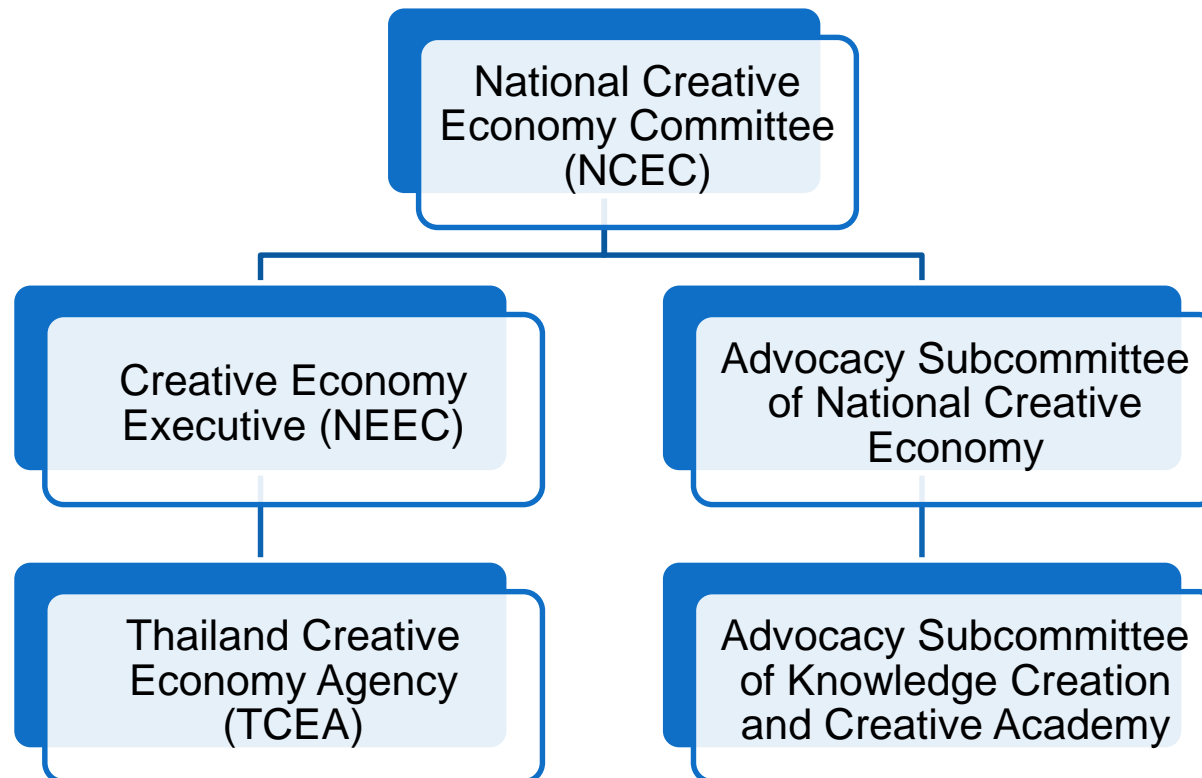 National Creative
Economy Committee
(NCEC)
Creative Economy
Executive (NEEC)
Advocacy Subcommittee
of National Creative
Economy
Thailand Creative
Economy Agency
(TCEA)
Advocacy Subcommittee
of Knowledge Creation
and Creative Academy